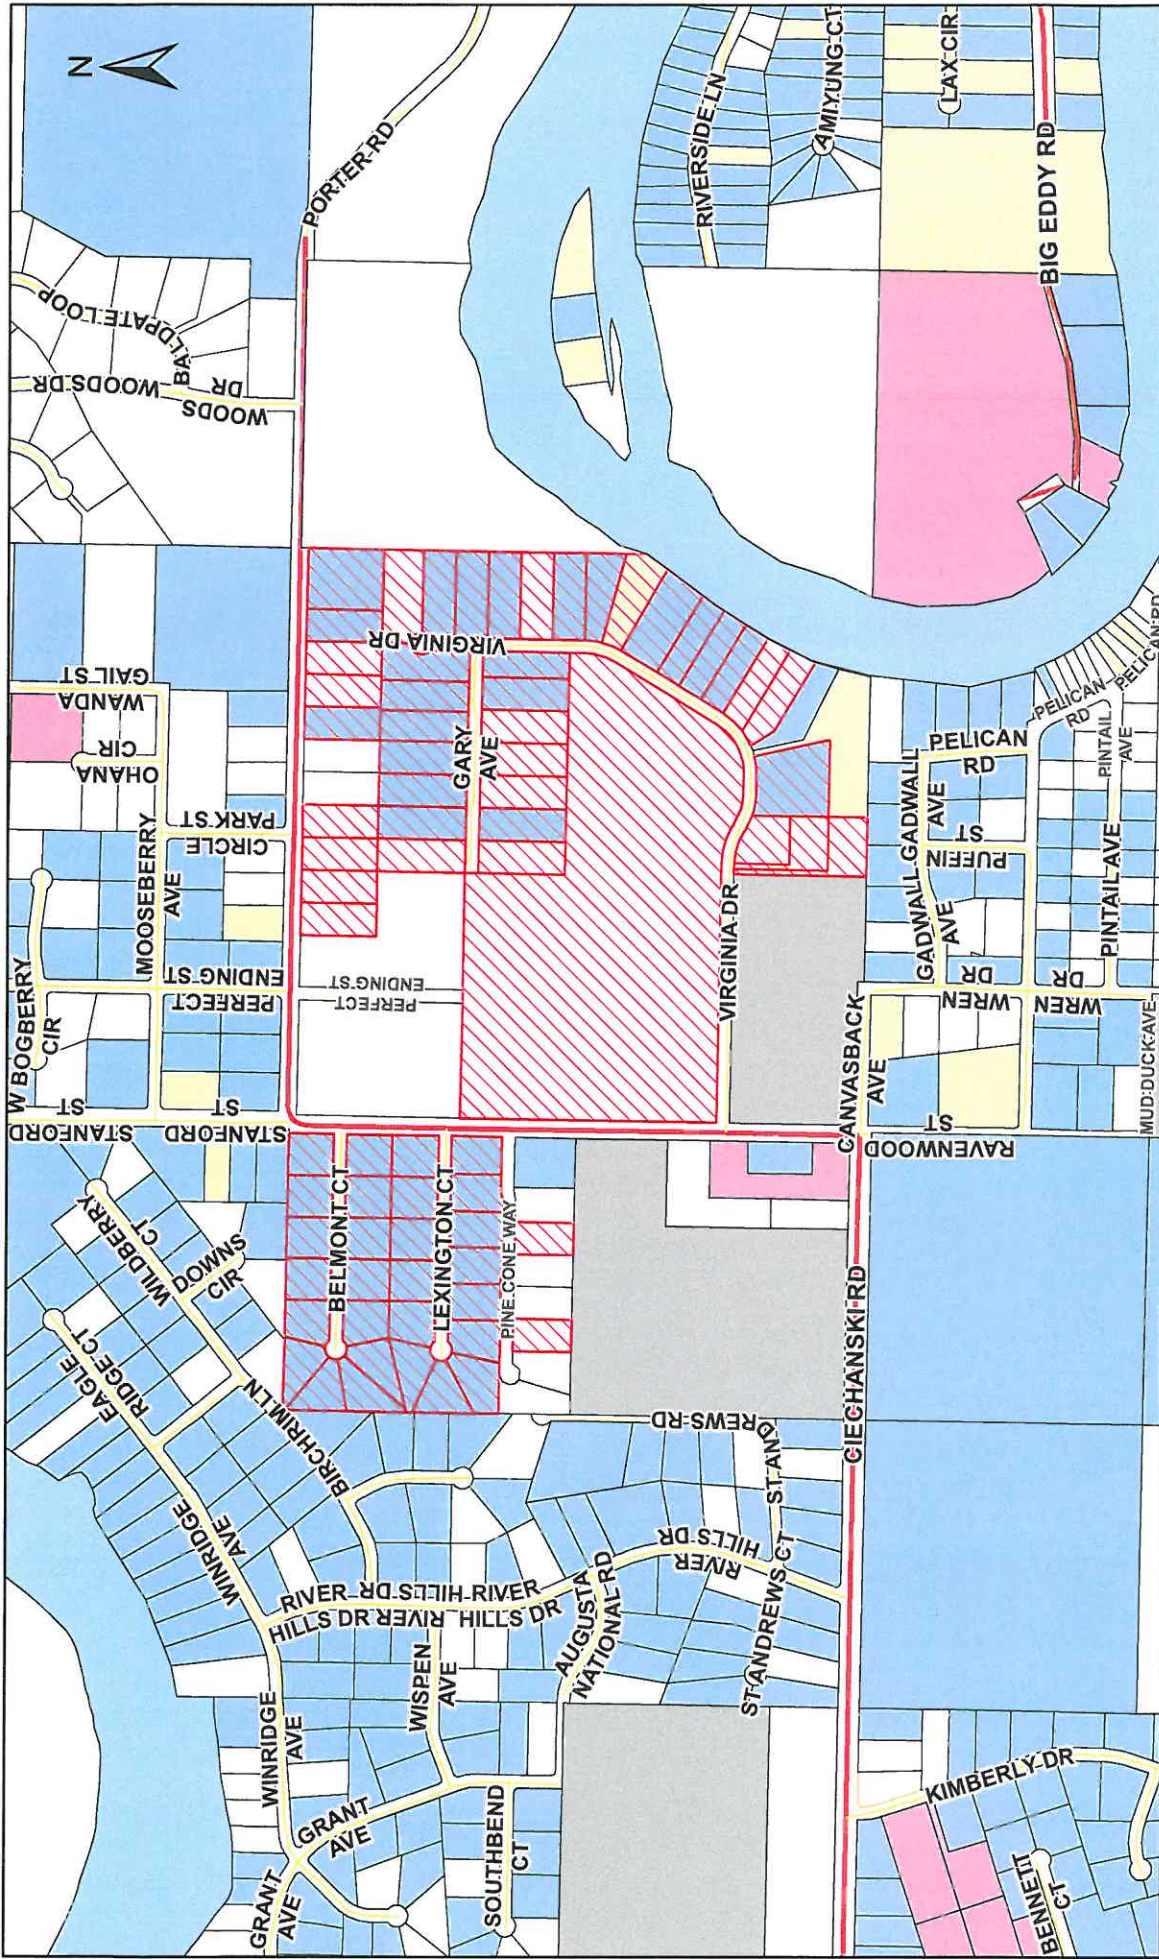 N
PORTER RD
RIVERSIDE LN
AMIYUNG CT
LAX CIR
BIG EDDY RD
BALDPATE LOOP
WOODS DR
WOODS
DR
WANDA
GAIL ST
OHANA
CIR
CIRCLE
PARK ST
MOOSEBERRY
AVE
PERFECT
ENDING ST
W BOGBERRY
CIR
STANFORD
ST
STANFORD
ST
VIRGINIA DR
GARY
AVE
PERFECT
ENDING ST
VIRGINIA DR
PELICAN
RD
PELICAN
RD
PELICAN RD
GADWALL GADWALL
AVE
PUFFIN
ST
GADWALL
AVE
PINTAIL
AVE
PINTAIL AVE
WREN
DR
WREN
DR
CANVASBACK
AVE
MUD DUCK AVE
RAVENWOOD
ST
WILDBERRY
CT
DOWNS
CIR
EAGLE
RIDGE CT
BELMONT CT
LEXINGTON CT
PINE CONE WAY
BIRCHRIM LN
WINRIDGE
AVE
ST ANDREWS RD
CIECHANSKI RD
RIVER
HILLS DR
RIVER
HILLS DR
RIVER HILLS DR
AUGUSTA
NATIONAL RD
ST ANDREWS CT
WISPEN
AVE
WINRIDGE
AVE
GRANT
AVE
GRANT
AVE
SOUTHBEND
CT
KIMBERLY DR
BENNETT
CT